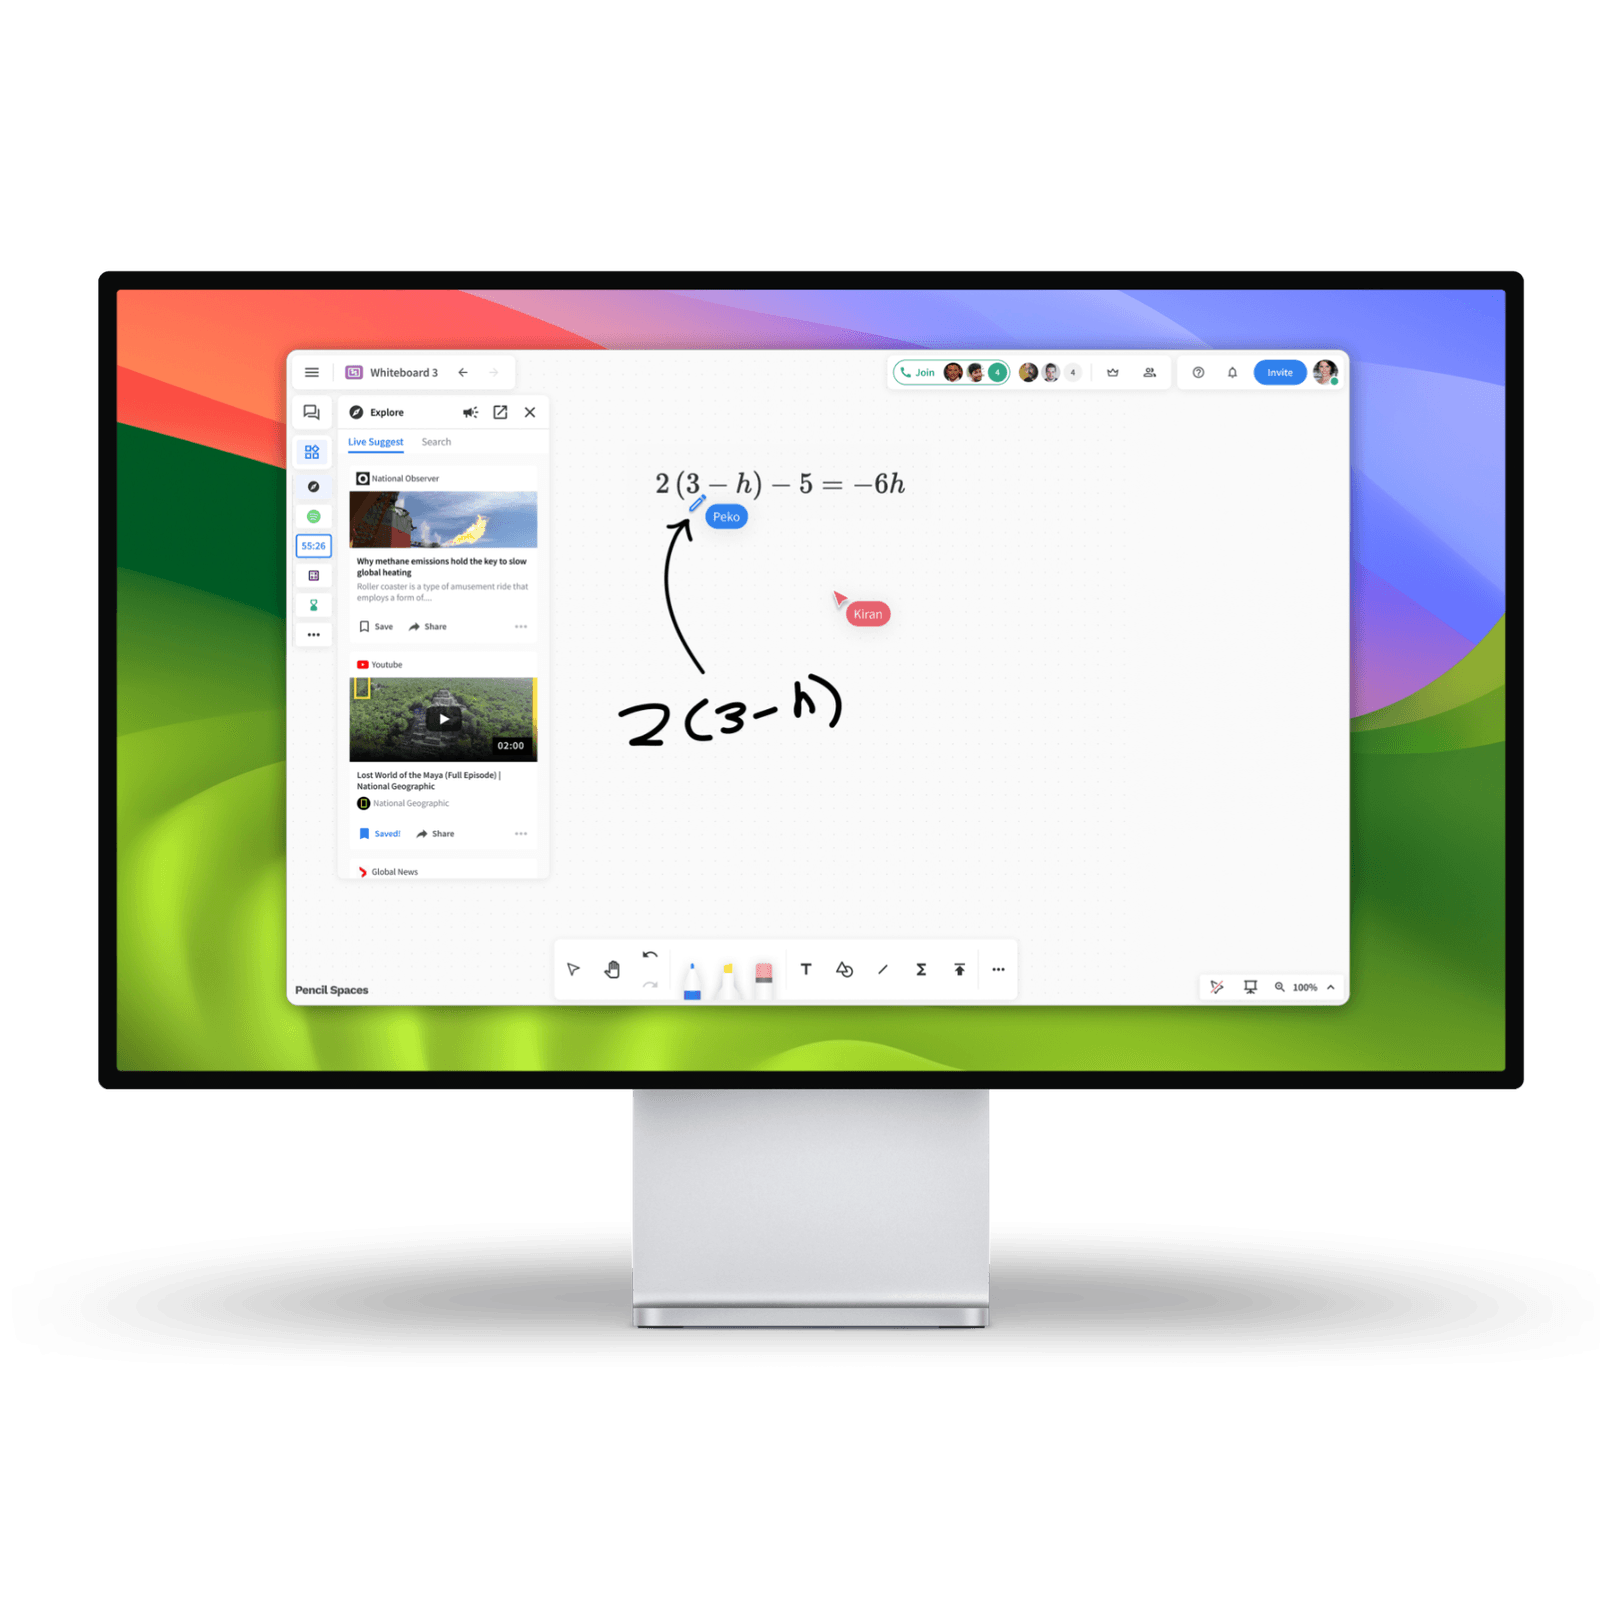 Whiteboard 3
Join
4
4
Invite
Explore
Live Suggest
Search
55:26
National Observer
Why methane emissions hold the key to slow
global heating
Roller coaster is a type of amusement ride that
employs a form of....
Save
Share
Youtube
02:00
Lost World of the Maya (Full Episode) |
National Geographic
National Geographic
Saved!
Share
Global News
2 (3 − h) − 5 = −6h
Peko
Kiran
2(3-h)
T
Σ
Pencil Spaces
100%